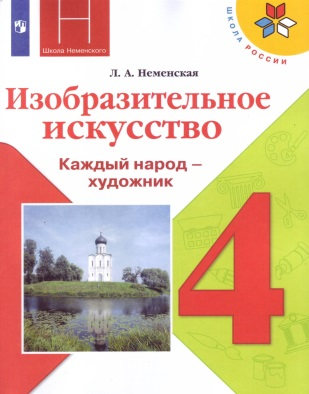 Школа Неменского
ШКОЛА РОССИИ
Л. А. Неменская
Изобразительное
искусство
Каждый народ –
художник
4